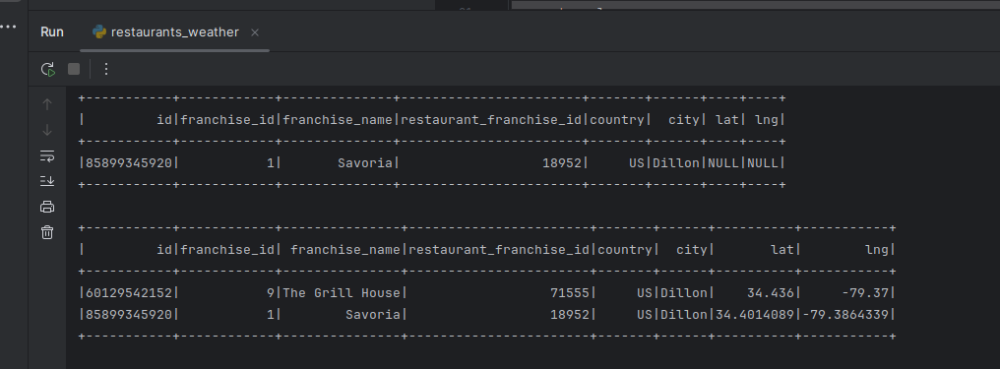 Run restaurants_weather
+-----------+------------+--------------+-----------------------+-------+------+----+----+
|         id|franchise_id|franchise_name|restaurant_franchise_id|country|  city| lat| lng|
+-----------+------------+--------------+-----------------------+-------+------+----+----+
|85899345920|           1|       Savoria|                  18952|     US|Dillon|NULL|NULL|
+-----------+------------+--------------+-----------------------+-------+------+----+----+
+-----------+------------+---------------+-----------------------+-------+------+----------+-----------+
|         id|franchise_id| franchise_name|restaurant_franchise_id|country|  city|       lat|        lng|
+-----------+------------+---------------+-----------------------+-------+------+----------+-----------+
|60129542152|           9|The Grill House|                  71555|     US|Dillon|    34.436|     -79.37|
|85899345920|           1|        Savoria|                  18952|     US|Dillon|34.4014089|-79.3864339|
+-----------+------------+---------------+-----------------------+-------+------+----------+-----------+